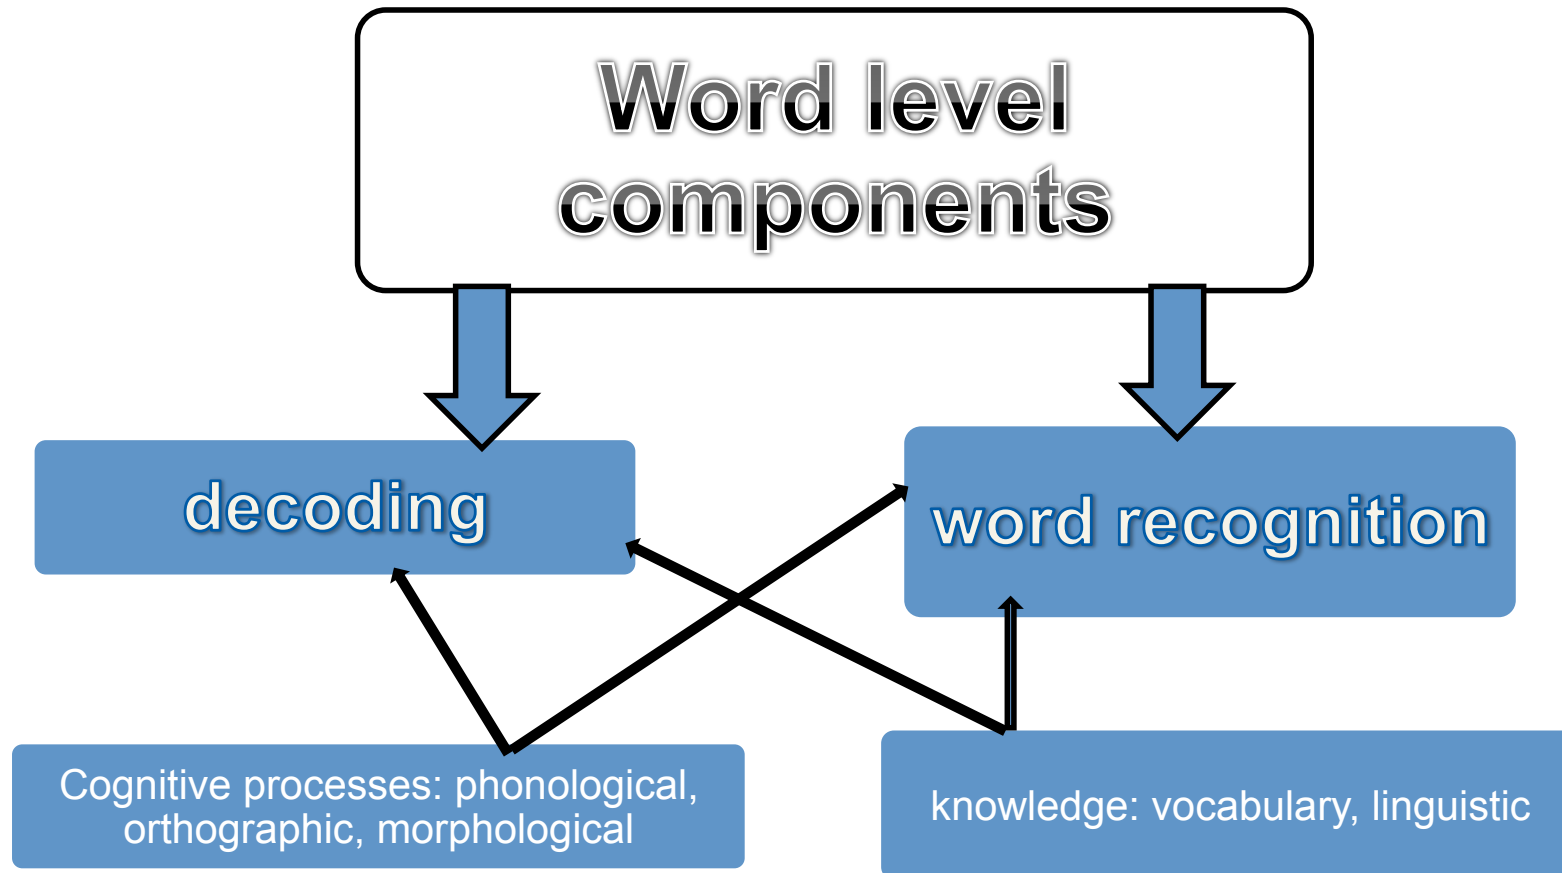 Word level
components
decoding
word recognition
Cognitive processes: phonological,
orthographic, morphological
knowledge: vocabulary, linguistic